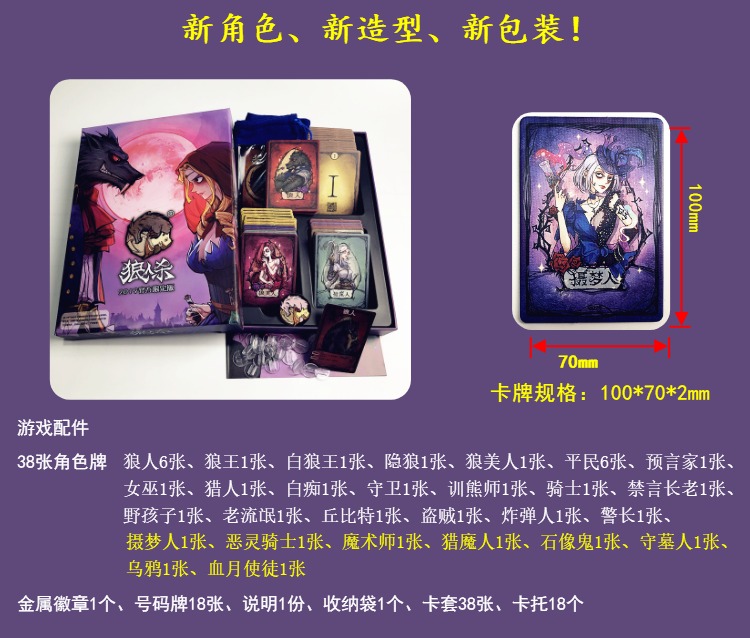 新角色、新造型、新包装!
狼人杀
狼人
I
狼美人
预言家
摄梦人
100mm
70mm
卡牌规格：100*70*2mm
游戏配件
38张角色牌 狼人6张、狼王1张、白狼王1张、隐狼1张、狼美人1张、平民6张、预言家1张、
女巫1张、猎人1张、白痴1张、守卫1张、训熊师1张、骑士1张、禁言长老1张、
野孩子1张、老流氓1张、丘比特1张、盗贼1张、炸弹人1张、警长1张、
摄梦人1张、恶灵骑士1张、魔术师1张、猎魔人1张、石像鬼1张、守墓人1张、
乌鸦1张、血月使徒1张
金属徽章1个、号码牌18张、说明1份、收纳袋1个、卡套38张、卡托18个